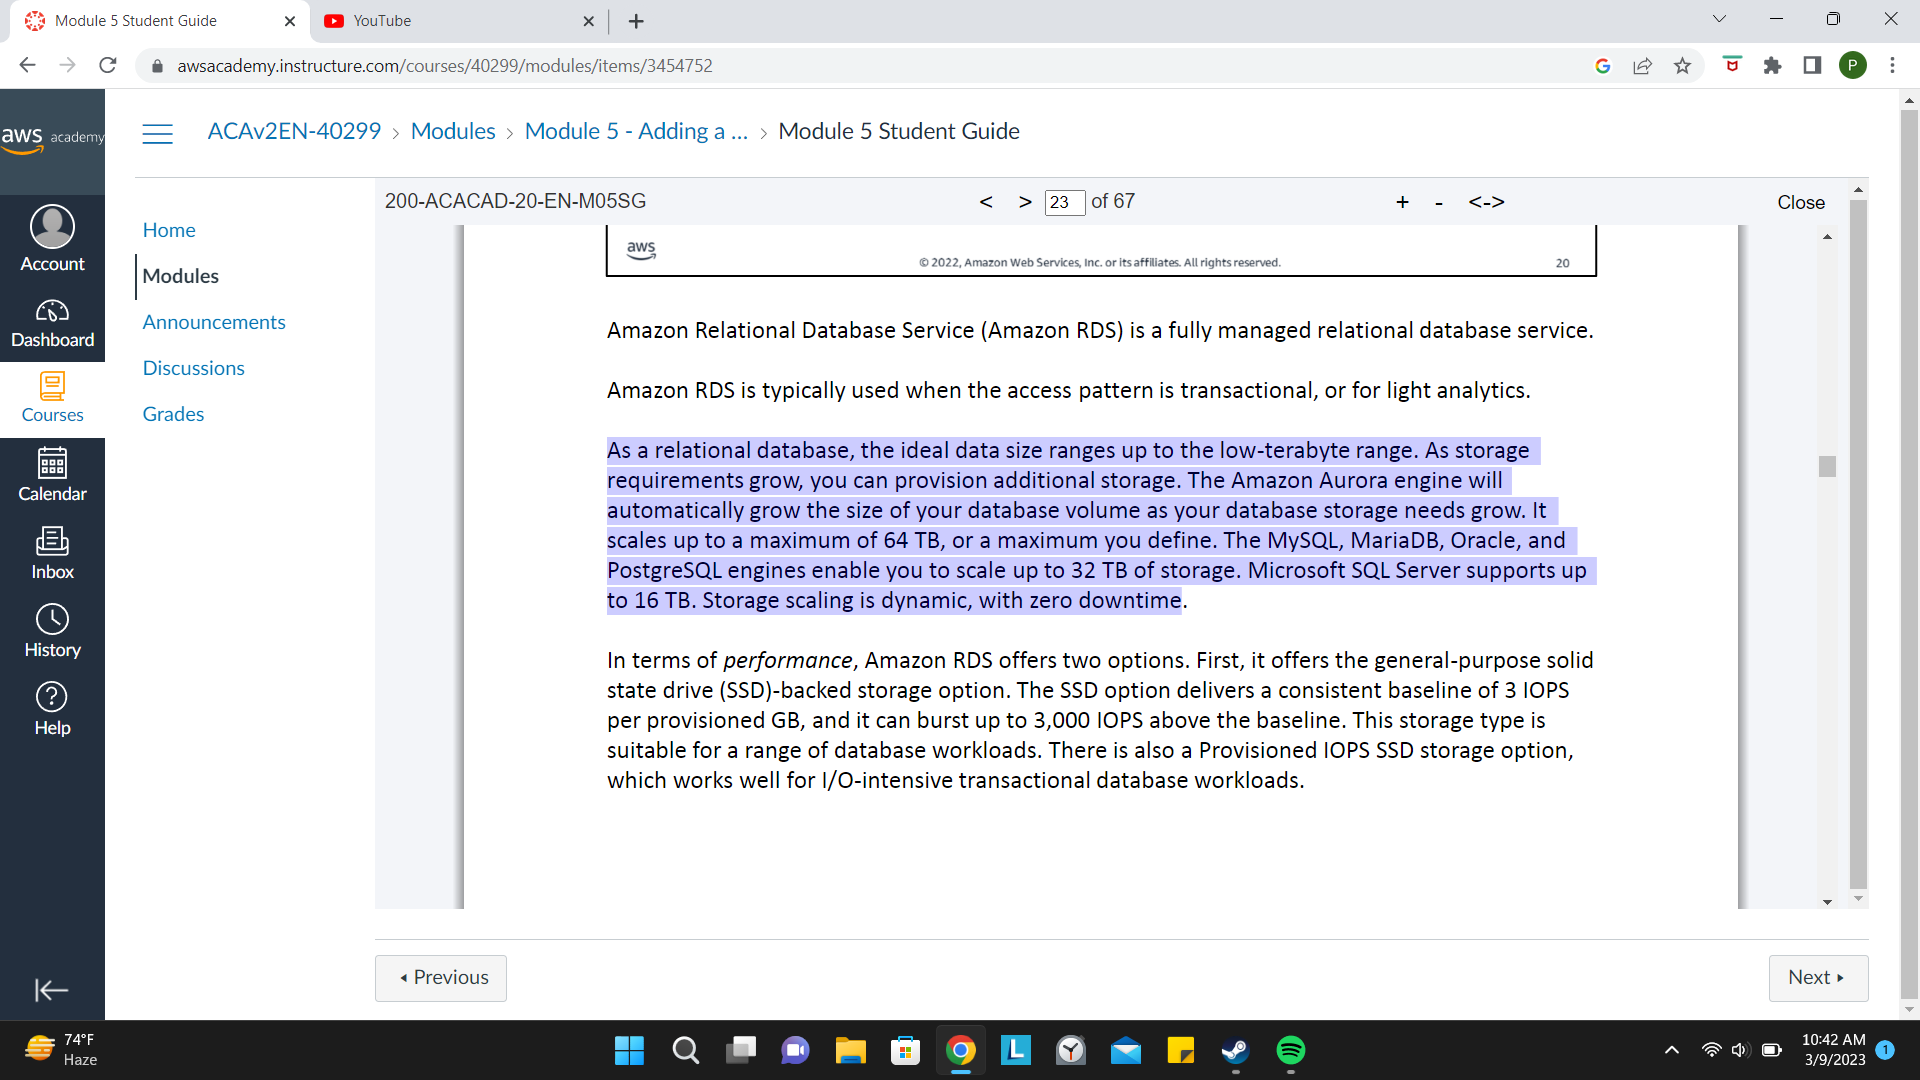 Module 5 Student Guide
YouTube
awsacademy.instructure.com/courses/40299/modules/items/3454752
P
aws academy
ACAv2EN-40299 > Modules > Module 5 - Adding a ... > Module 5 Student Guide
200-ACACAD-20-EN-M05SG
< > 23 of 67
+ - <-> Close
Account
Dashboard
Courses
Calendar
Inbox
History
Help
Home
Modules
Announcements
Discussions
Grades
aws
© 2022, Amazon Web Services, Inc. or its affiliates. All rights reserved.
20
Amazon Relational Database Service (Amazon RDS) is a fully managed relational database service.
Amazon RDS is typically used when the access pattern is transactional, or for light analytics.
As a relational database, the ideal data size ranges up to the low-terabyte range. As storage
requirements grow, you can provision additional storage. The Amazon Aurora engine will
automatically grow the size of your database volume as your database storage needs grow. It
scales up to a maximum of 64 TB, or a maximum you define. The MySQL, MariaDB, Oracle, and
PostgreSQL engines enable you to scale up to 32 TB of storage. Microsoft SQL Server supports up
to 16 TB. Storage scaling is dynamic, with zero downtime.
In terms of performance, Amazon RDS offers two options. First, it offers the general-purpose solid
state drive (SSD)-backed storage option. The SSD option delivers a consistent baseline of 3 IOPS
per provisioned GB, and it can burst up to 3,000 IOPS above the baseline. This storage type is
suitable for a range of database workloads. There is also a Provisioned IOPS SSD storage option,
which works well for I/O-intensive transactional database workloads.
Previous
Next
74°F
Haze
L
10:42 AM
3/9/2023
1